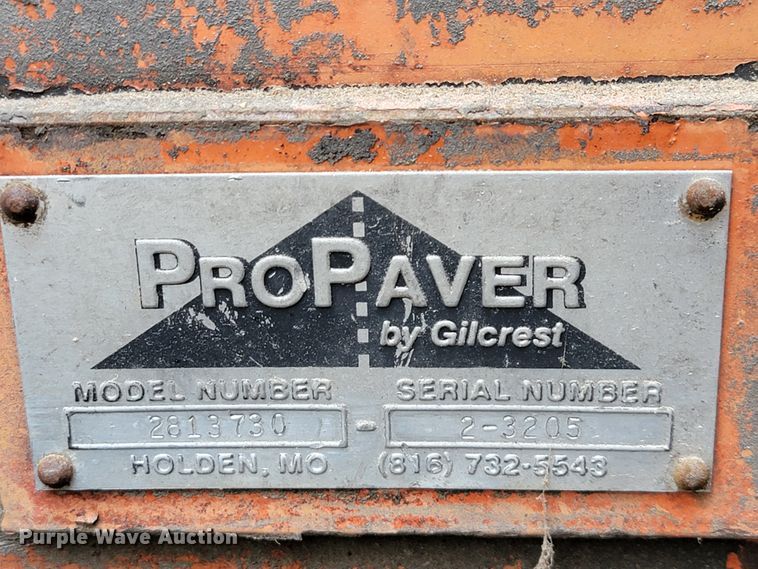 PROPAVER
by Gilcrest
MODEL NUMBER SERIAL NUMBER
2813730 - 2-3205
HOLDEN, MO (816) 732-5543
Purple Wave Auction